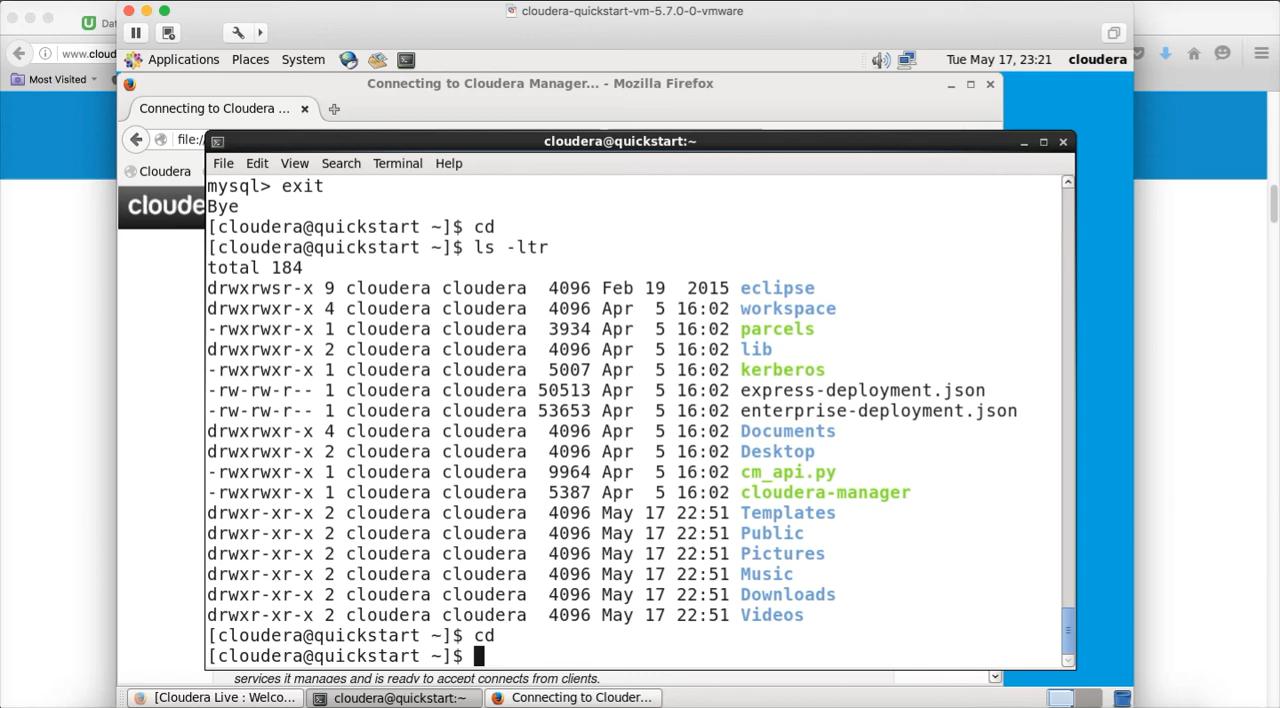 cloudera-quickstart-vm-5.7.0-0-vmware
Dat
www.cloud
Most Visited
Applications Places System
Tue May 17, 23:21 cloudera
Connecting to Cloudera Manager... - Mozilla Firefox
Connecting to Cloudera ...
file:/
Cloudera
cloude
cloudera@quickstart:~
File Edit View Search Terminal Help
mysql> exit
Bye
[cloudera@quickstart ~]$ cd
[cloudera@quickstart ~]$ ls -ltr
total 184
drwxrwsr-x 9 cloudera cloudera 4096 Feb 19 2015 eclipse
drwxrwxr-x 4 cloudera cloudera 4096 Apr 5 16:02 workspace
-rwxrwxr-x 1 cloudera cloudera 3934 Apr 5 16:02 parcels
drwxrwxr-x 2 cloudera cloudera 4096 Apr 5 16:02 lib
-rwxrwxr-x 1 cloudera cloudera 5007 Apr 5 16:02 kerberos
-rw-rw-r-- 1 cloudera cloudera 50513 Apr 5 16:02 express-deployment.json
-rw-rw-r-- 1 cloudera cloudera 53653 Apr 5 16:02 enterprise-deployment.json
drwxrwxr-x 4 cloudera cloudera 4096 Apr 5 16:02 Documents
drwxrwxr-x 2 cloudera cloudera 4096 Apr 5 16:02 Desktop
-rwxrwxr-x 1 cloudera cloudera 9964 Apr 5 16:02 cm_api.py
-rwxrwxr-x 1 cloudera cloudera 5387 Apr 5 16:02 cloudera-manager
drwxr-xr-x 2 cloudera cloudera 4096 May 17 22:51 Templates
drwxr-xr-x 2 cloudera cloudera 4096 May 17 22:51 Public
drwxr-xr-x 2 cloudera cloudera 4096 May 17 22:51 Pictures
drwxr-xr-x 2 cloudera cloudera 4096 May 17 22:51 Music
drwxr-xr-x 2 cloudera cloudera 4096 May 17 22:51 Downloads
drwxr-xr-x 2 cloudera cloudera 4096 May 17 22:51 Videos
[cloudera@quickstart ~]$ cd
[cloudera@quickstart ~]$
services it manages and is ready to accept connects from clients.
[Cloudera Live : Welco... cloudera@quickstart:~ Connecting to Clouder...